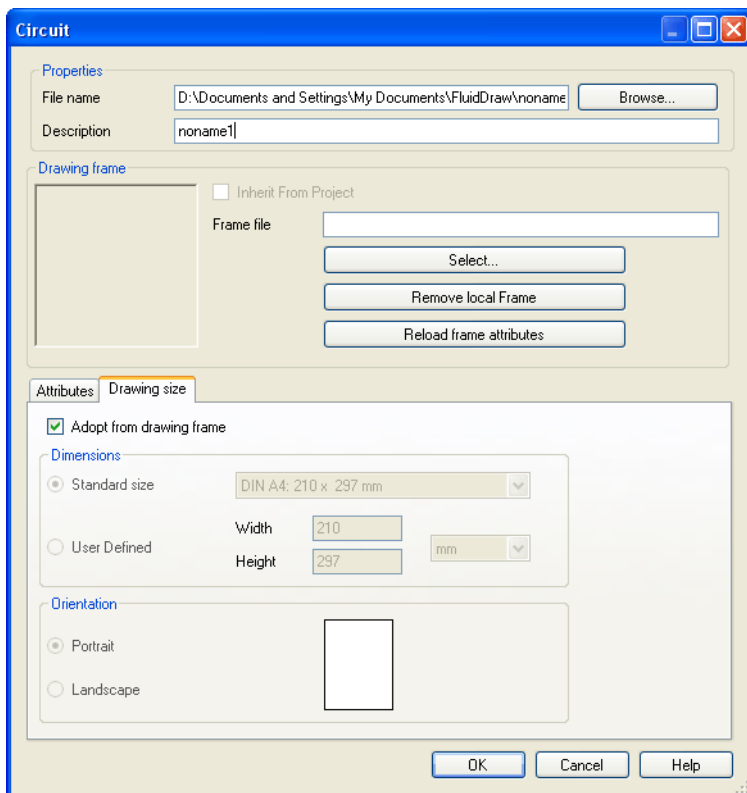 Circuit
Properties
File name D:\Documents and Settings\My Documents\FluidDraw\noname Browse...
Description noname1
Drawing frame
Inherit From Project
Frame file
Select...
Remove local Frame
Reload frame attributes
Attributes Drawing size
Adopt from drawing frame
Dimensions
Standard size DIN A4: 210 x 297 mm
Width 210
User Defined mm
Height 297
Orientation
Portrait
Landscape
OK Cancel Help